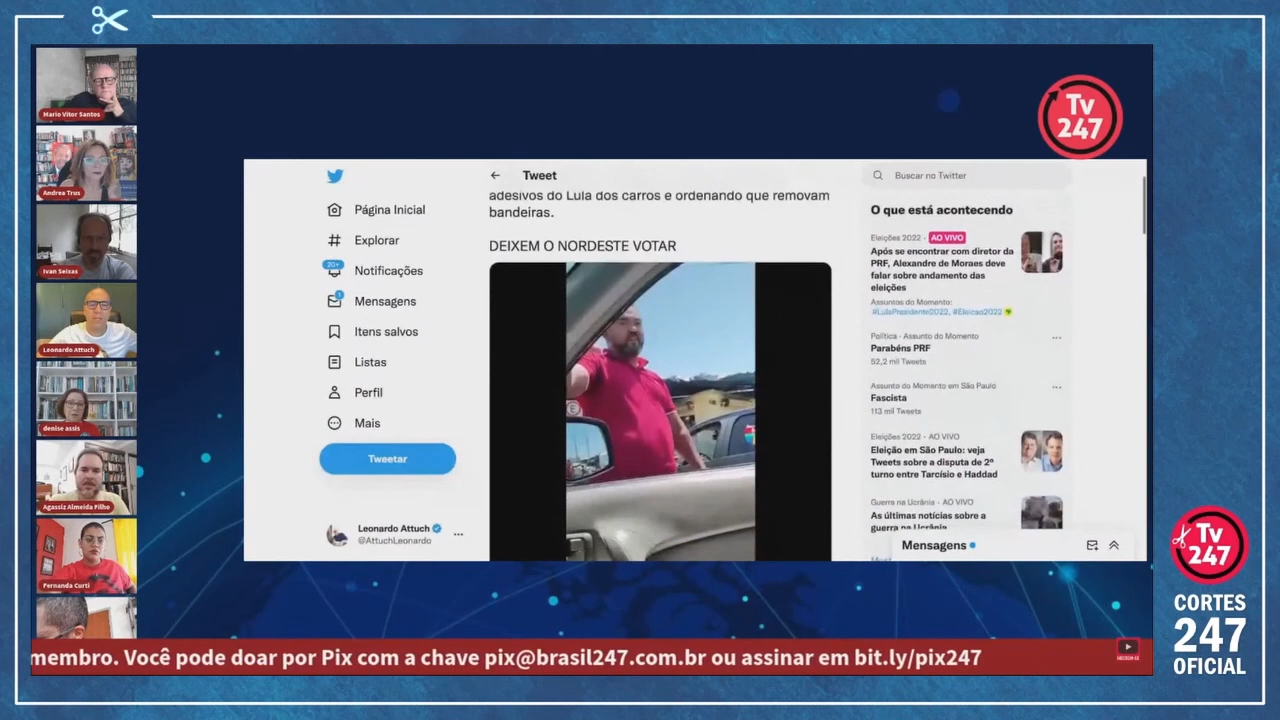 Mario Vitor Santos
Andrea Trus
Ivan Seixas
Leonardo Attuch
denise assis
Agassiz Almeida Filho
Fernanda Curti
Página Inicial
Explorar
20+
Notificações
1
Mensagens
Itens salvos
Listas
Perfil
Mais
Tweetar
Leonardo Attuch
@AttuchLeonardo
Tweet
adesivos do Lula dos carros e ordenando que removam
bandeiras.
DEIXEM O NORDESTE VOTAR
Buscar no Twitter
O que está acontecendo
Eleições 2022 · AO VIVO
Após se encontrar com diretor da
PRF, Alexandre de Moraes deve
falar sobre andamento das
eleições
Assuntos do Momento:
#LulaPresidente2022, #Eleicao2022
Política · Assunto do Momento
Parabéns PRF
52,2 mil Tweets
Assunto do Momento em São Paulo
Fascista
113 mil Tweets
Eleições 2022 · AO VIVO
Eleição em São Paulo: veja
Tweets sobre a disputa de 2º
turno entre Tarcísio e Haddad
Guerra na Ucrânia · AO VIVO
As últimas notícias sobre a
guerra na Ucrânia
Mensagens
Tv
247
membro. Você pode doar por Pix com a chave pix@brasil247.com.br ou assinar em bit.ly/pix247
Tv
247
CORTES
247
OFICIAL